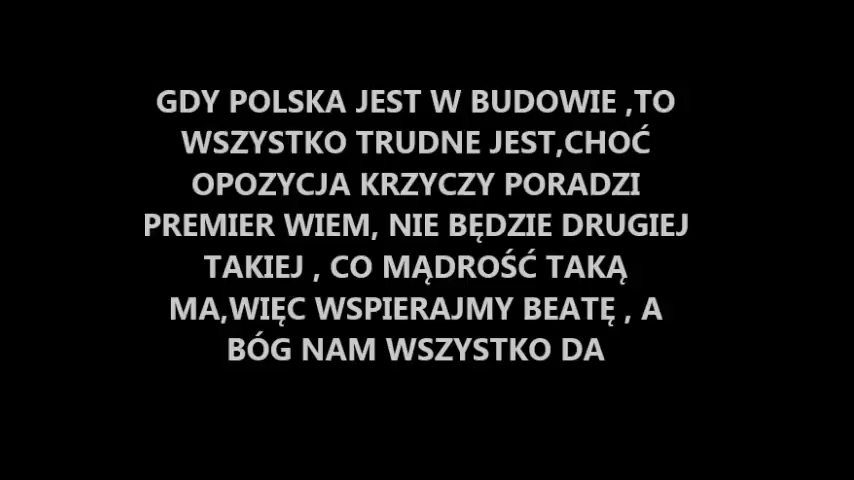 GDY POLSKA JEST W BUDOWIE ,TO
WSZYSTKO TRUDNE JEST,CHOĆ
OPOZYCJA KRZYCZY PORADZI
PREMIER WIEM, NIE BĘDZIE DRUGIEJ
TAKIEJ , CO MĄDROŚĆ TAKĄ
MA,WIĘC WSPIERAJMY BEATĘ , A
BÓG NAM WSZYSTKO DA